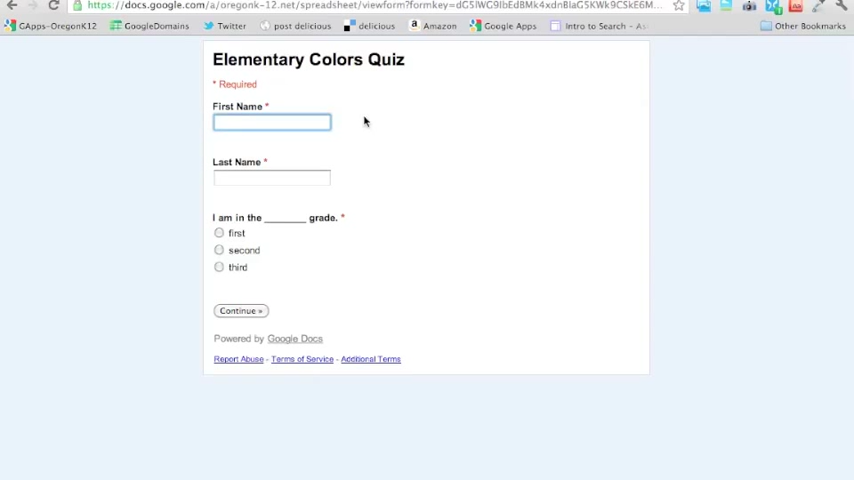 https://docs.google.com/a/oregonk-12.net/spreadsheet/viewform?formkey=
GApps-OregonK12 GoogleDomains Twitter post delicious delicious Amazon Google Apps Intro to Search - As Other Bookmarks
Elementary Colors Quiz
* Required
First Name *
Last Name *
I am in the ________ grade. *
first
second
third
Continue »
Powered by Google Docs
Report Abuse - Terms of Service - Additional Terms